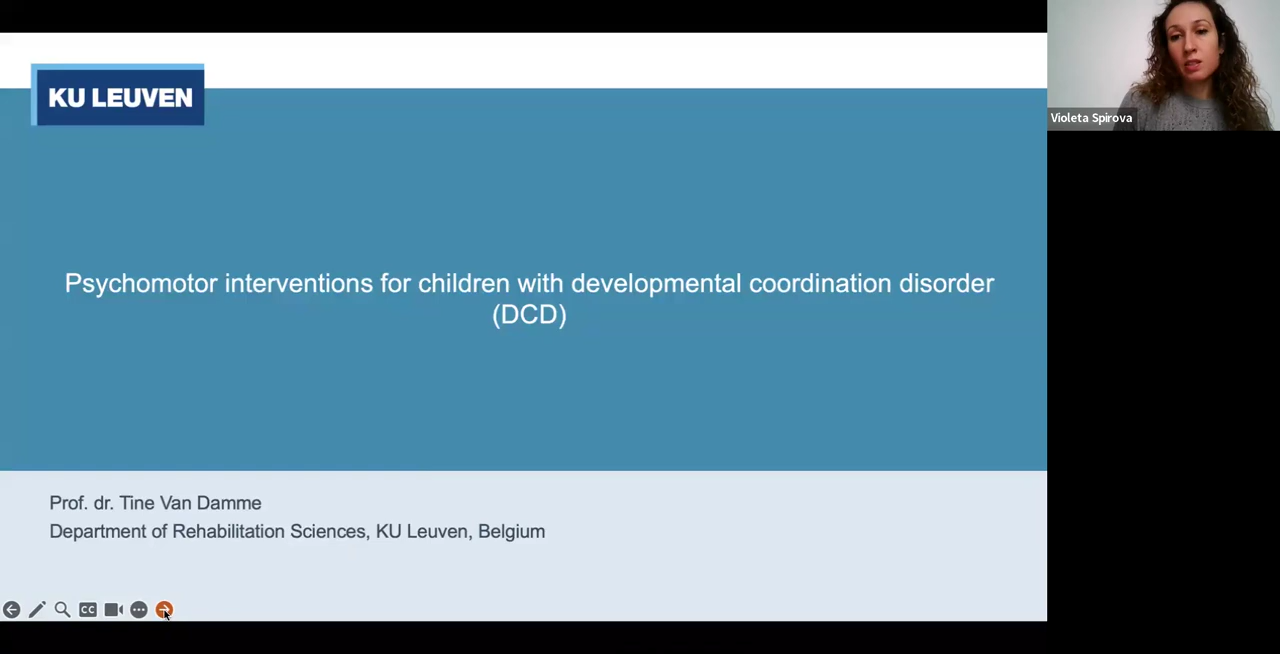 KU LEUVEN
Violeta Spirova
Psychomotor interventions for children with developmental coordination disorder
(DCD)
Prof. dr. Tine Van Damme
Department of Rehabilitation Sciences, KU Leuven, Belgium
CC